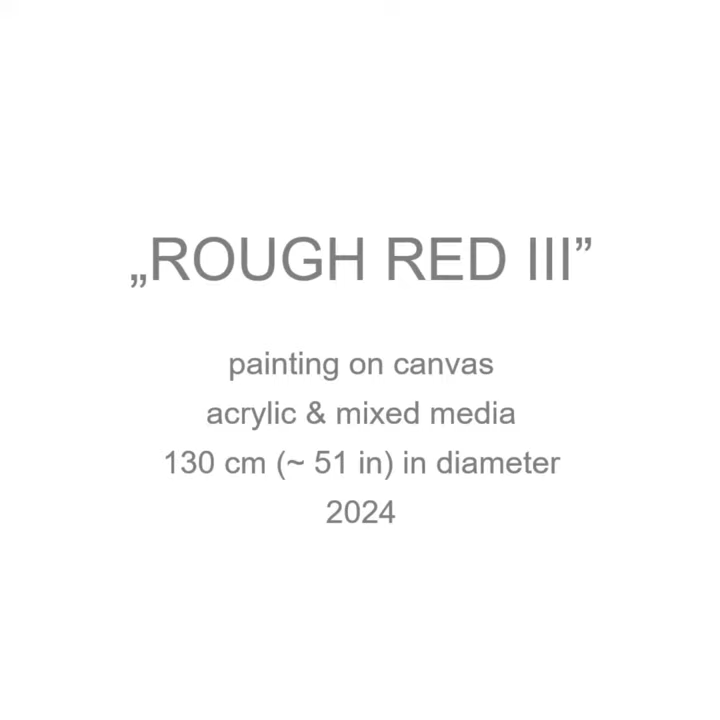 „ROUGH RED III”
painting on canvas
acrylic & mixed media
130 cm (~ 51 in) in diameter
2024